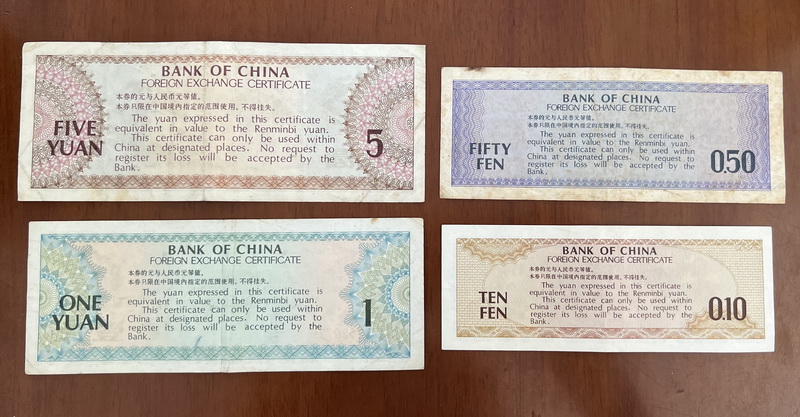 BANK OF CHINA
FOREIGN EXCHANGE CERTIFICATE
本券的元与人民币元等值。
本券只限在中国境内指定的范围使用,不得挂失。
The yuan expressed in this certificate is
equivalent in value to the Renminbi yuan.
This certificate can only be used within
China at designated places. No request to
register its loss will be accepted by the
Bank.
FIVE
YUAN
5
BANK OF CHINA
FOREIGN EXCHANGE CERTIFICATE
本券的元与人民币元等值。
本券只限在中国境内指定的范围使用,不得挂失。
The yuan expressed in this certificate is
equivalent in value to the Renminbi yuan.
This certificate can only be used within
China at designated places. No request to
register its loss will be accepted by the
Bank.
FIFTY
FEN
0.50
BANK OF CHINA
FOREIGN EXCHANGE CERTIFICATE
本券的元与人民币元等值。
本券只限在中国境内指定的范围使用,不得挂失。
The yuan expressed in this certificate is
equivalent in value to the Renminbi yuan.
This certificate can only be used within
China at designated places. No request to
register its loss will be accepted by the
Bank.
ONE
YUAN
1
BANK OF CHINA
FOREIGN EXCHANGE CERTIFICATE
本券的元与人民币元等值。
本券只限在中国境内指定的范围使用,不得挂失。
The yuan expressed in this certificate is
equivalent in value to the Renminbi yuan.
This certificate can only be used within
China at designated places. No request to
register its loss will be accepted by the
Bank.
TEN
FEN
0.10